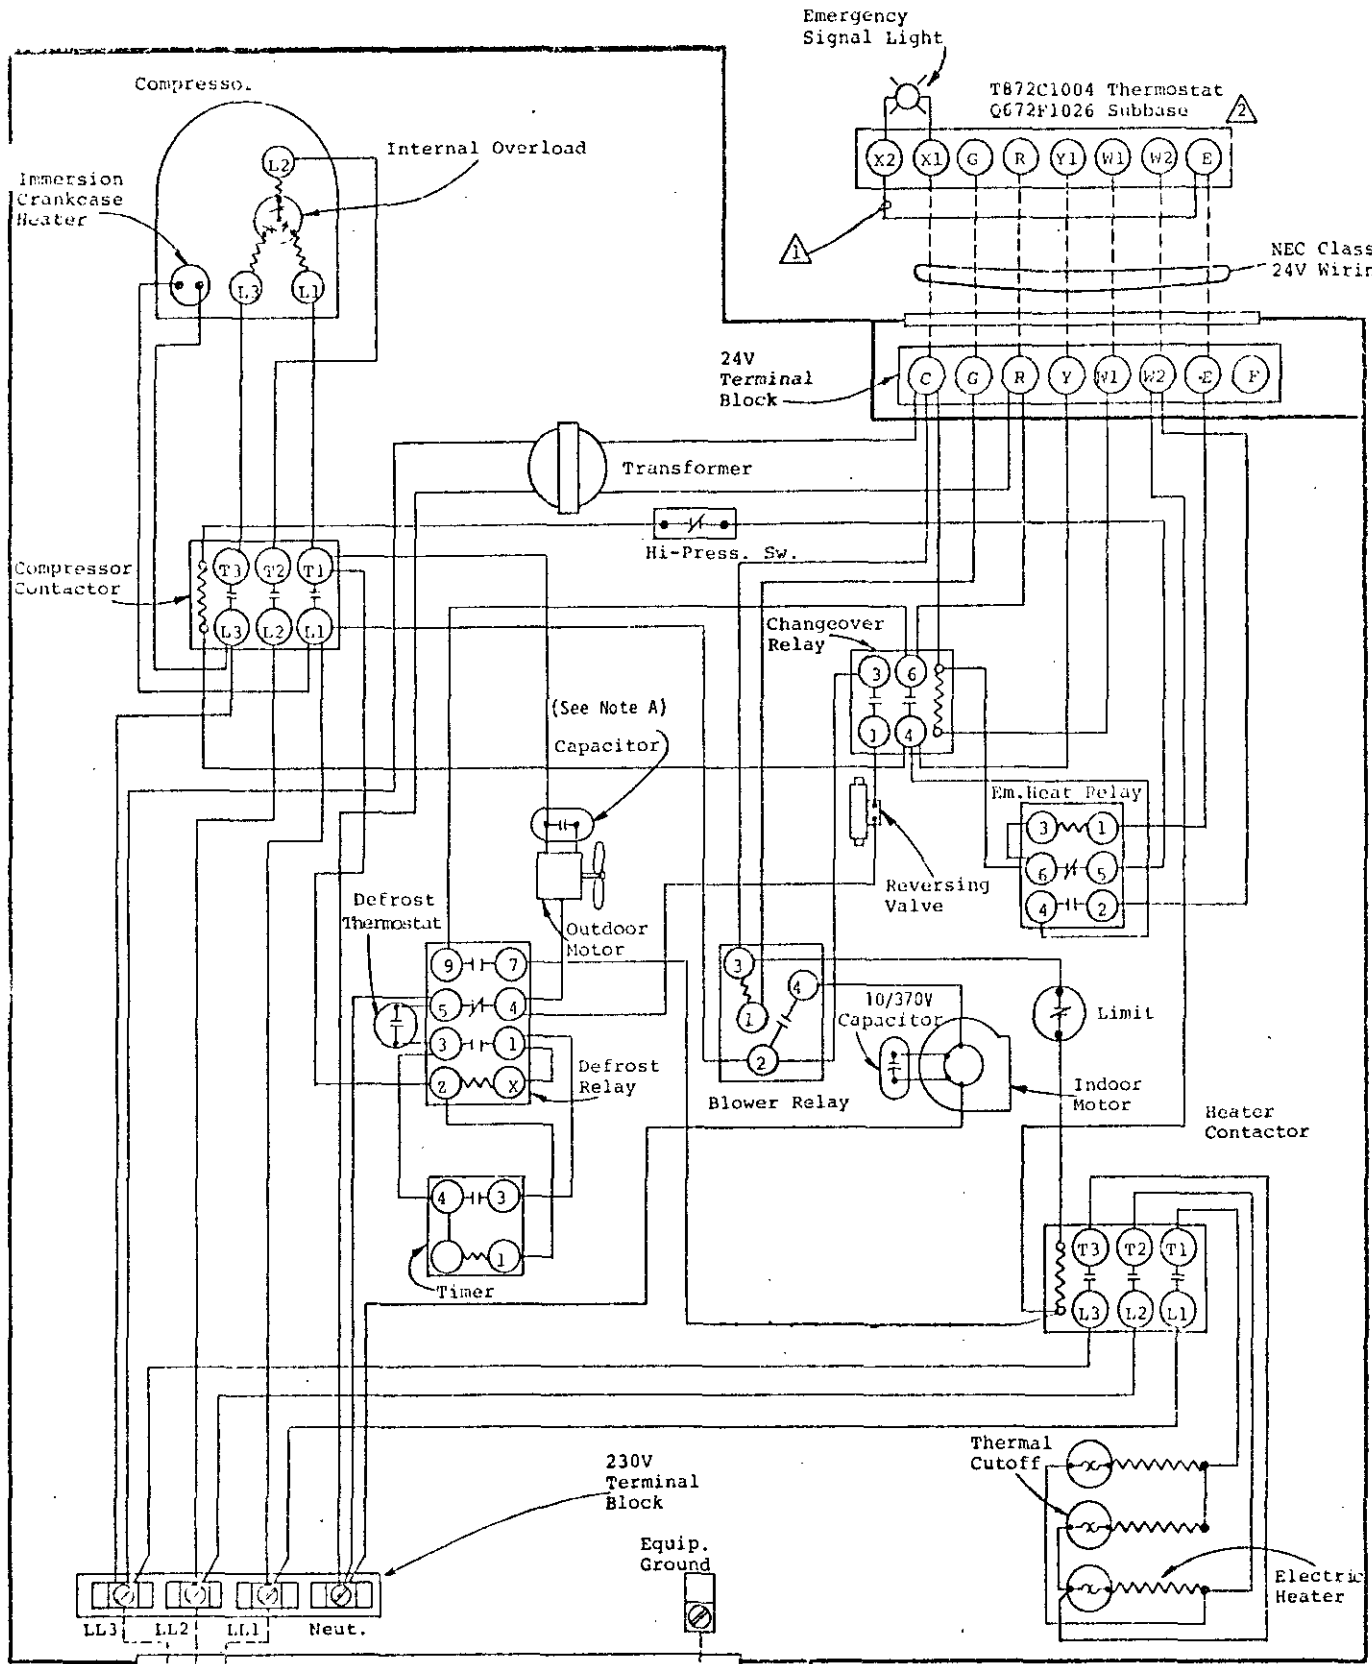 Emergency
Signal Light
Compressor
T872C1004 Thermostat
Q672F1026 Subbase
2
X2 X1 G R Y1 W1 W2 E
Internal Overload
L2
Immersion
Crankcase
Heater
L3 L1
1
NEC Class
24V Wirin
24V
Terminal
Block
C G R Y W1 W2 E F
Transformer
Hi-Press. Sw.
Compressor
Contactor
T3 T2 T1
L3 L2 L1
Changeover
Relay
3 6
1 4
(See Note A)
Capacitor
Em.Heat Relay
3 1
6 5
4 2
Reversing
Valve
Defrost
Thermostat
Outdoor
Motor
9 7
5 4
3 1
2 X
Defrost
Relay
3
4
1
2
Blower Relay
10/370V
Capacitor
Limit
Indoor
Motor
Heater
Contactor
4 3
1
Timer
T3 T2 T1
L3 L2 L1
230V
Terminal
Block
Thermal
Cutoff
Equip.
Ground
Electric
Heater
LL3 LL2 LL1 Neut.